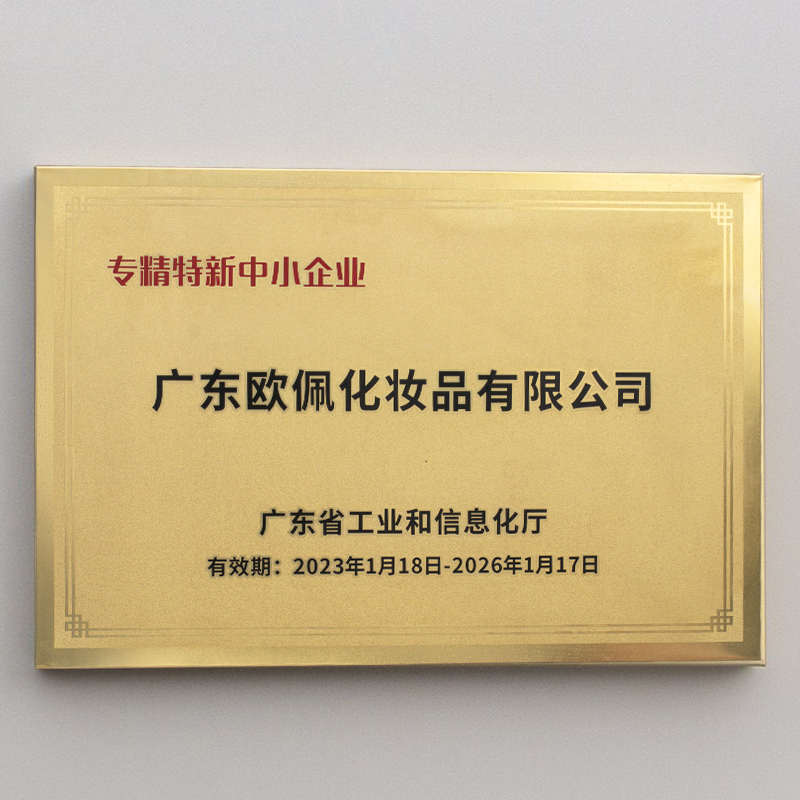 专精特新中小企业
广东欧佩化妆品有限公司
广东省工业和信息化厅
有效期：2023年1月18日-2026年1月17日